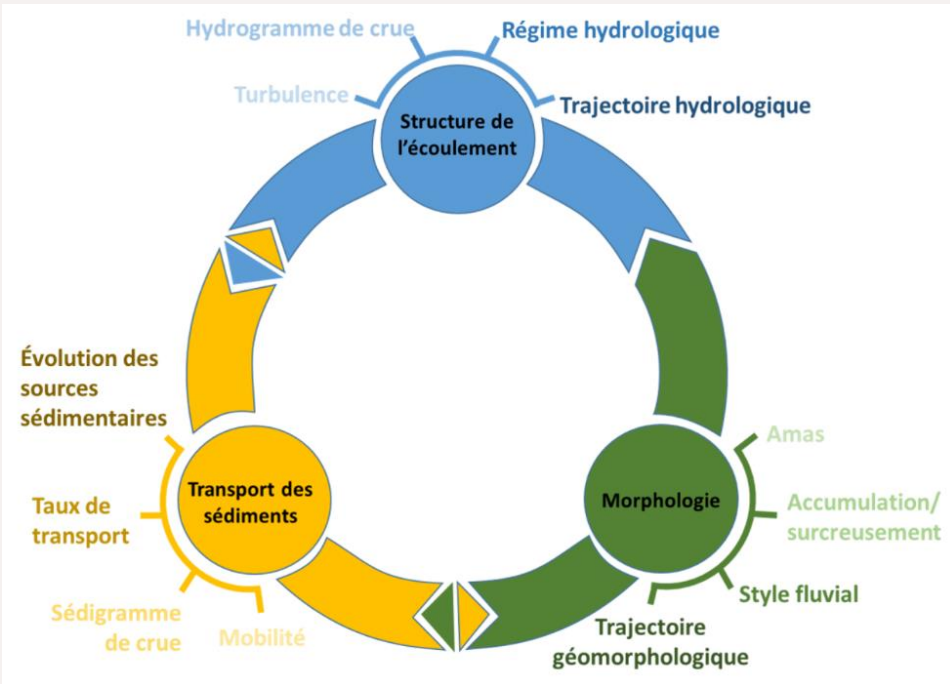 Hydrogramme de crue
Régime hydrologique
Turbulence
Trajectoire hydrologique
Structure de
l'écoulement
Évolution des
sources
sédimentaires
Taux de
transport
Sédigramme
de crue
Mobilité
Transport des
sédiments
Morphologie
Amas
Accumulation/
surcreusement
Style fluvial
Trajectoire
géomorphologique